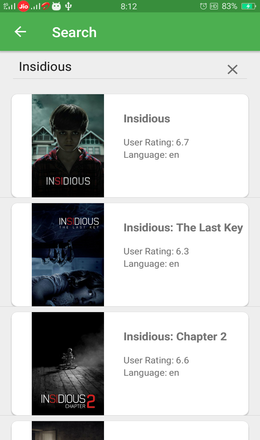 Jio
8:12
HD
83%
Search
Insidious
INSIDIOUS
Insidious
User Rating: 6.7
Language: en
INSIDIOUS
THE LAST KEY
Insidious: The Last Key
User Rating: 6.3
Language: en
INSIDIOUS
CHAPTER 2
Insidious: Chapter 2
User Rating: 6.6
Language: en